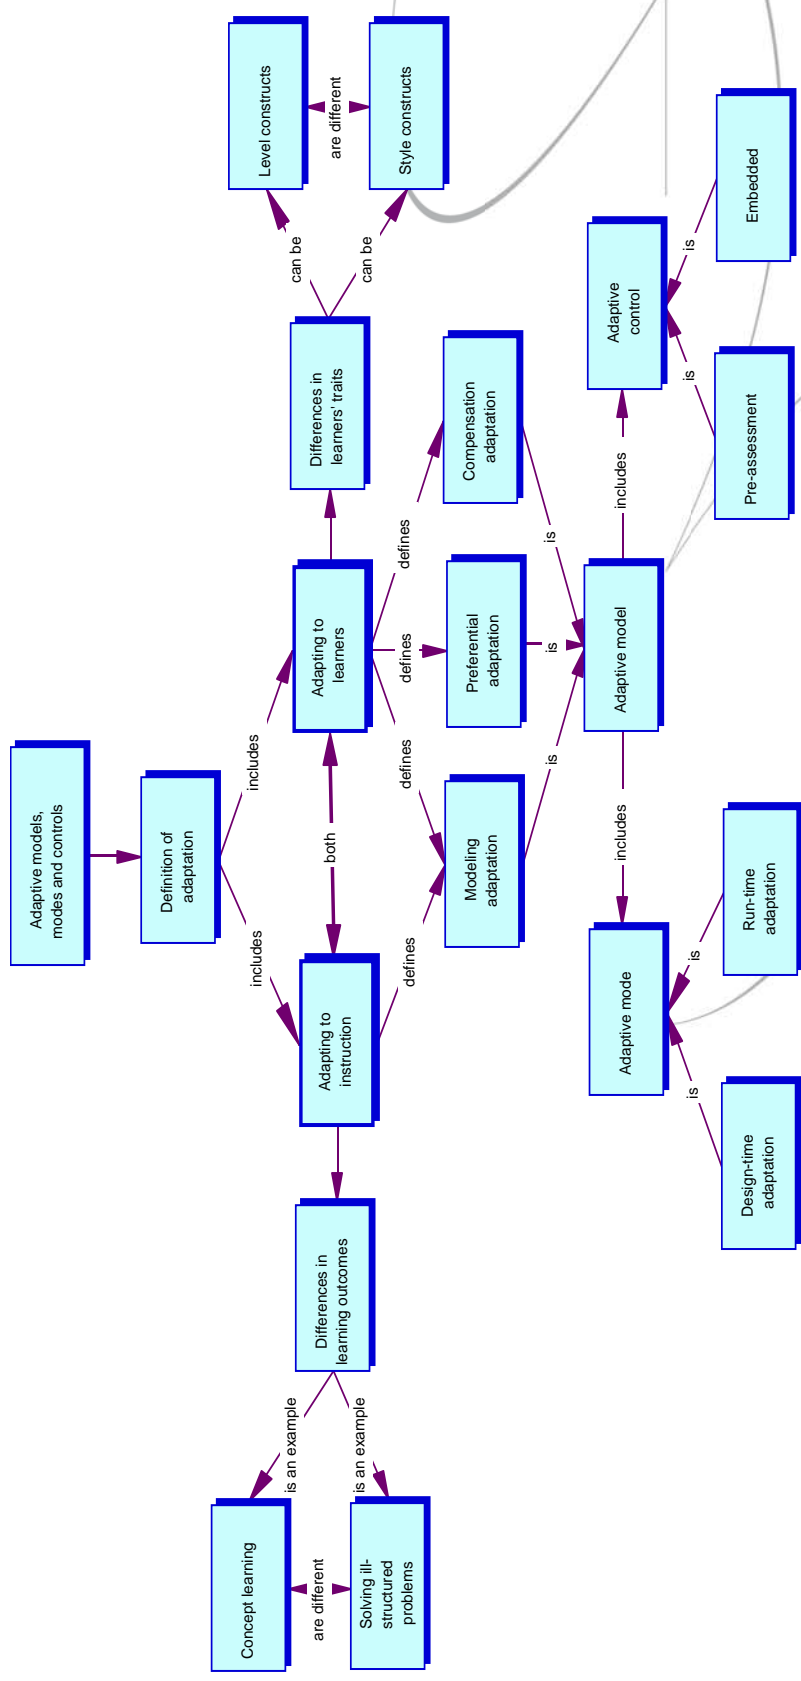 Adaptive models,
modes and controls
Definition of
adaptation
includes
includes
Concept learning
are different
Solving ill-
structured
problems
is an example
is an example
Differences in
learning outcomes
Adapting to
instruction
both
Adapting to
learners
Differences in
learners' traits
can be
can be
Level constructs
are different
Style constructs
defines
defines
defines
defines
Modeling
adaptation
Preferential
adaptation
Compensation
adaptation
is
is
is
Adaptive mode
includes
Adaptive model
includes
Adaptive
control
is
is
is
is
Design-time
adaptation
Run-time
adaptation
Pre-assessment
Embedded